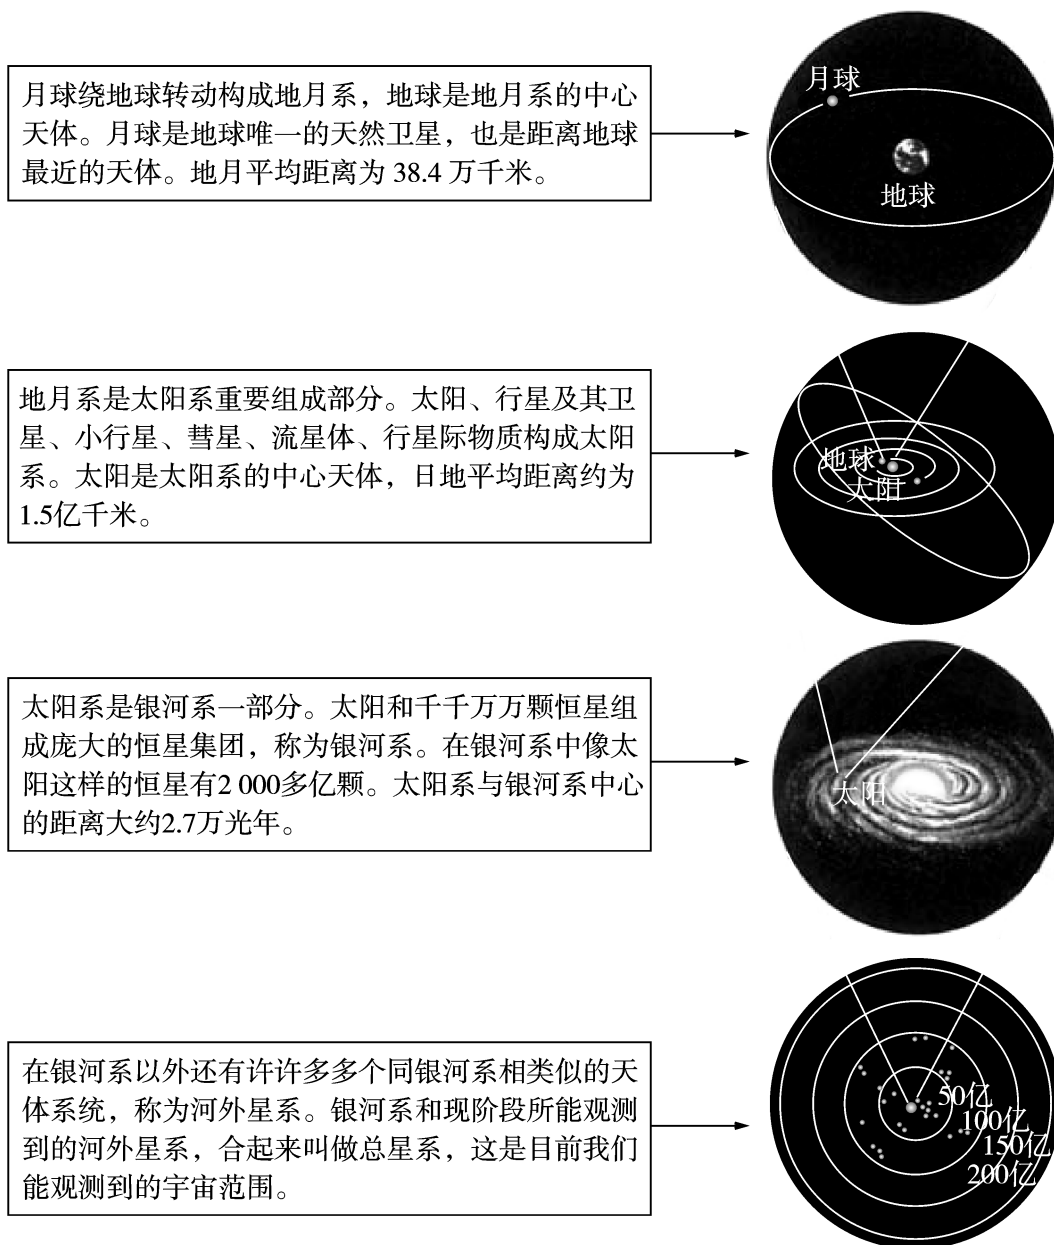 月球绕地球转动构成地月系，地球是地月系的中心
天体。月球是地球唯一的天然卫星，也是距离地球
最近的天体。地月平均距离为 38.4 万千米。
月球
地球
地月系是太阳系重要组成部分。太阳、行星及其卫
星、小行星、彗星、流星体、行星际物质构成太阳
系。太阳是太阳系的中心天体，日地平均距离约为
1.5亿千米。
地球
太阳
太阳系是银河系一部分。太阳和千千万万颗恒星组
成庞大的恒星集团，称为银河系。在银河系中像太
阳这样的恒星有2 000多亿颗。太阳系与银河系中心
的距离大约2.7万光年。
太阳
在银河系以外还有许许多多个同银河系相类似的天
体系统，称为河外星系。银河系和现阶段所能观测
到的河外星系，合起来叫做总星系，这是目前我们
能观测到的宇宙范围。
50亿
100亿
150亿
200亿